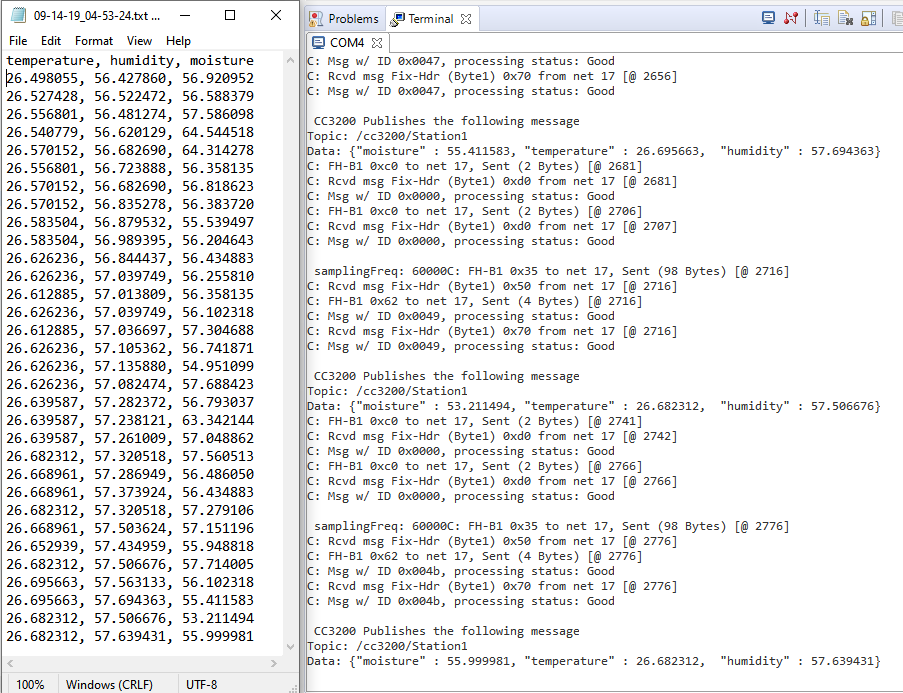 09-14-19_04-53-24.txt ...
File Edit Format View Help
temperature, humidity, moisture
26.498055, 56.427860, 56.920952
26.527428, 56.522472, 56.588379
26.556801, 56.481274, 57.586098
26.540779, 56.620129, 64.544518
26.570152, 56.682690, 64.314278
26.556801, 56.723888, 56.358135
26.570152, 56.682690, 56.818623
26.570152, 56.835278, 56.383720
26.583504, 56.879532, 55.539497
26.583504, 56.989395, 56.204643
26.626236, 56.844437, 56.434883
26.626236, 57.039749, 56.255810
26.612885, 57.013809, 56.358135
26.626236, 57.039749, 56.102318
26.612885, 57.036697, 57.304688
26.626236, 57.105362, 56.741871
26.626236, 57.135880, 54.951099
26.626236, 57.082474, 57.688423
26.639587, 57.282372, 56.793037
26.639587, 57.238121, 63.342144
26.639587, 57.261009, 57.048862
26.682312, 57.320518, 57.560513
26.668961, 57.286949, 56.486050
26.668961, 57.373924, 56.434883
26.682312, 57.320518, 57.279106
26.668961, 57.503624, 57.151196
26.652939, 57.434959, 55.948818
26.682312, 57.506676, 57.714005
26.695663, 57.563133, 56.102318
26.695663, 57.694363, 55.411583
26.682312, 57.506676, 53.211494
26.682312, 57.639431, 55.999981
100% Windows (CRLF) UTF-8
Problems Terminal
COM4
C: Msg w/ ID 0x0047, processing status: Good
C: Rcvd msg Fix-Hdr (Byte1) 0x70 from net 17 [@ 2656]
C: Msg w/ ID 0x0047, processing status: Good
CC3200 Publishes the following message
Topic: /cc3200/Station1
Data: {"moisture" : 55.411583, "temperature" : 26.695663, "humidity" : 57.694363}
C: FH-B1 0xc0 to net 17, Sent (2 Bytes) [@ 2681]
C: Rcvd msg Fix-Hdr (Byte1) 0xd0 from net 17 [@ 2681]
C: Msg w/ ID 0x0000, processing status: Good
C: FH-B1 0xc0 to net 17, Sent (2 Bytes) [@ 2706]
C: Rcvd msg Fix-Hdr (Byte1) 0xd0 from net 17 [@ 2707]
C: Msg w/ ID 0x0000, processing status: Good
samplingFreq: 60000C: FH-B1 0x35 to net 17, Sent (98 Bytes) [@ 2716]
C: Rcvd msg Fix-Hdr (Byte1) 0x50 from net 17 [@ 2716]
C: FH-B1 0x62 to net 17, Sent (4 Bytes) [@ 2716]
C: Msg w/ ID 0x0049, processing status: Good
C: Rcvd msg Fix-Hdr (Byte1) 0x70 from net 17 [@ 2716]
C: Msg w/ ID 0x0049, processing status: Good
CC3200 Publishes the following message
Topic: /cc3200/Station1
Data: {"moisture" : 53.211494, "temperature" : 26.682312, "humidity" : 57.506676}
C: FH-B1 0xc0 to net 17, Sent (2 Bytes) [@ 2741]
C: Rcvd msg Fix-Hdr (Byte1) 0xd0 from net 17 [@ 2742]
C: Msg w/ ID 0x0000, processing status: Good
C: FH-B1 0xc0 to net 17, Sent (2 Bytes) [@ 2766]
C: Rcvd msg Fix-Hdr (Byte1) 0xd0 from net 17 [@ 2766]
C: Msg w/ ID 0x0000, processing status: Good
samplingFreq: 60000C: FH-B1 0x35 to net 17, Sent (98 Bytes) [@ 2776]
C: Rcvd msg Fix-Hdr (Byte1) 0x50 from net 17 [@ 2776]
C: FH-B1 0x62 to net 17, Sent (4 Bytes) [@ 2776]
C: Msg w/ ID 0x004b, processing status: Good
C: Rcvd msg Fix-Hdr (Byte1) 0x70 from net 17 [@ 2776]
C: Msg w/ ID 0x004b, processing status: Good
CC3200 Publishes the following message
Topic: /cc3200/Station1
Data: {"moisture" : 55.999981, "temperature" : 26.682312, "humidity" : 57.639431}